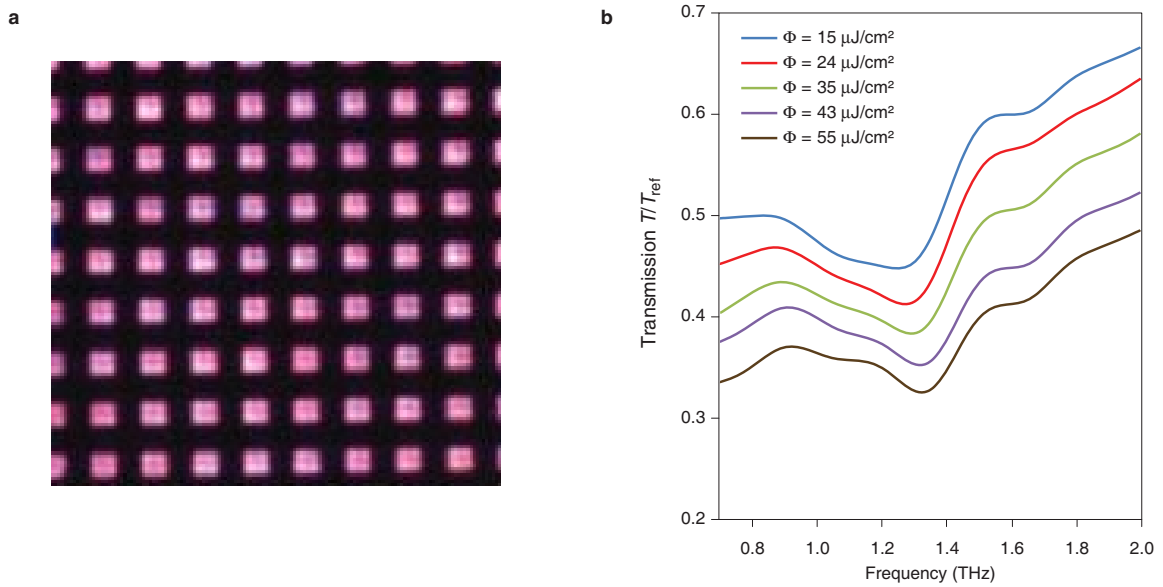 a
b
0.7
0.6
0.5
0.4
0.3
0.2
Transmission T/Tref
Φ = 15 μJ/cm²
Φ = 24 μJ/cm²
Φ = 35 μJ/cm²
Φ = 43 μJ/cm²
Φ = 55 μJ/cm²
0.8 1.0 1.2 1.4 1.6 1.8 2.0
Frequency (THz)